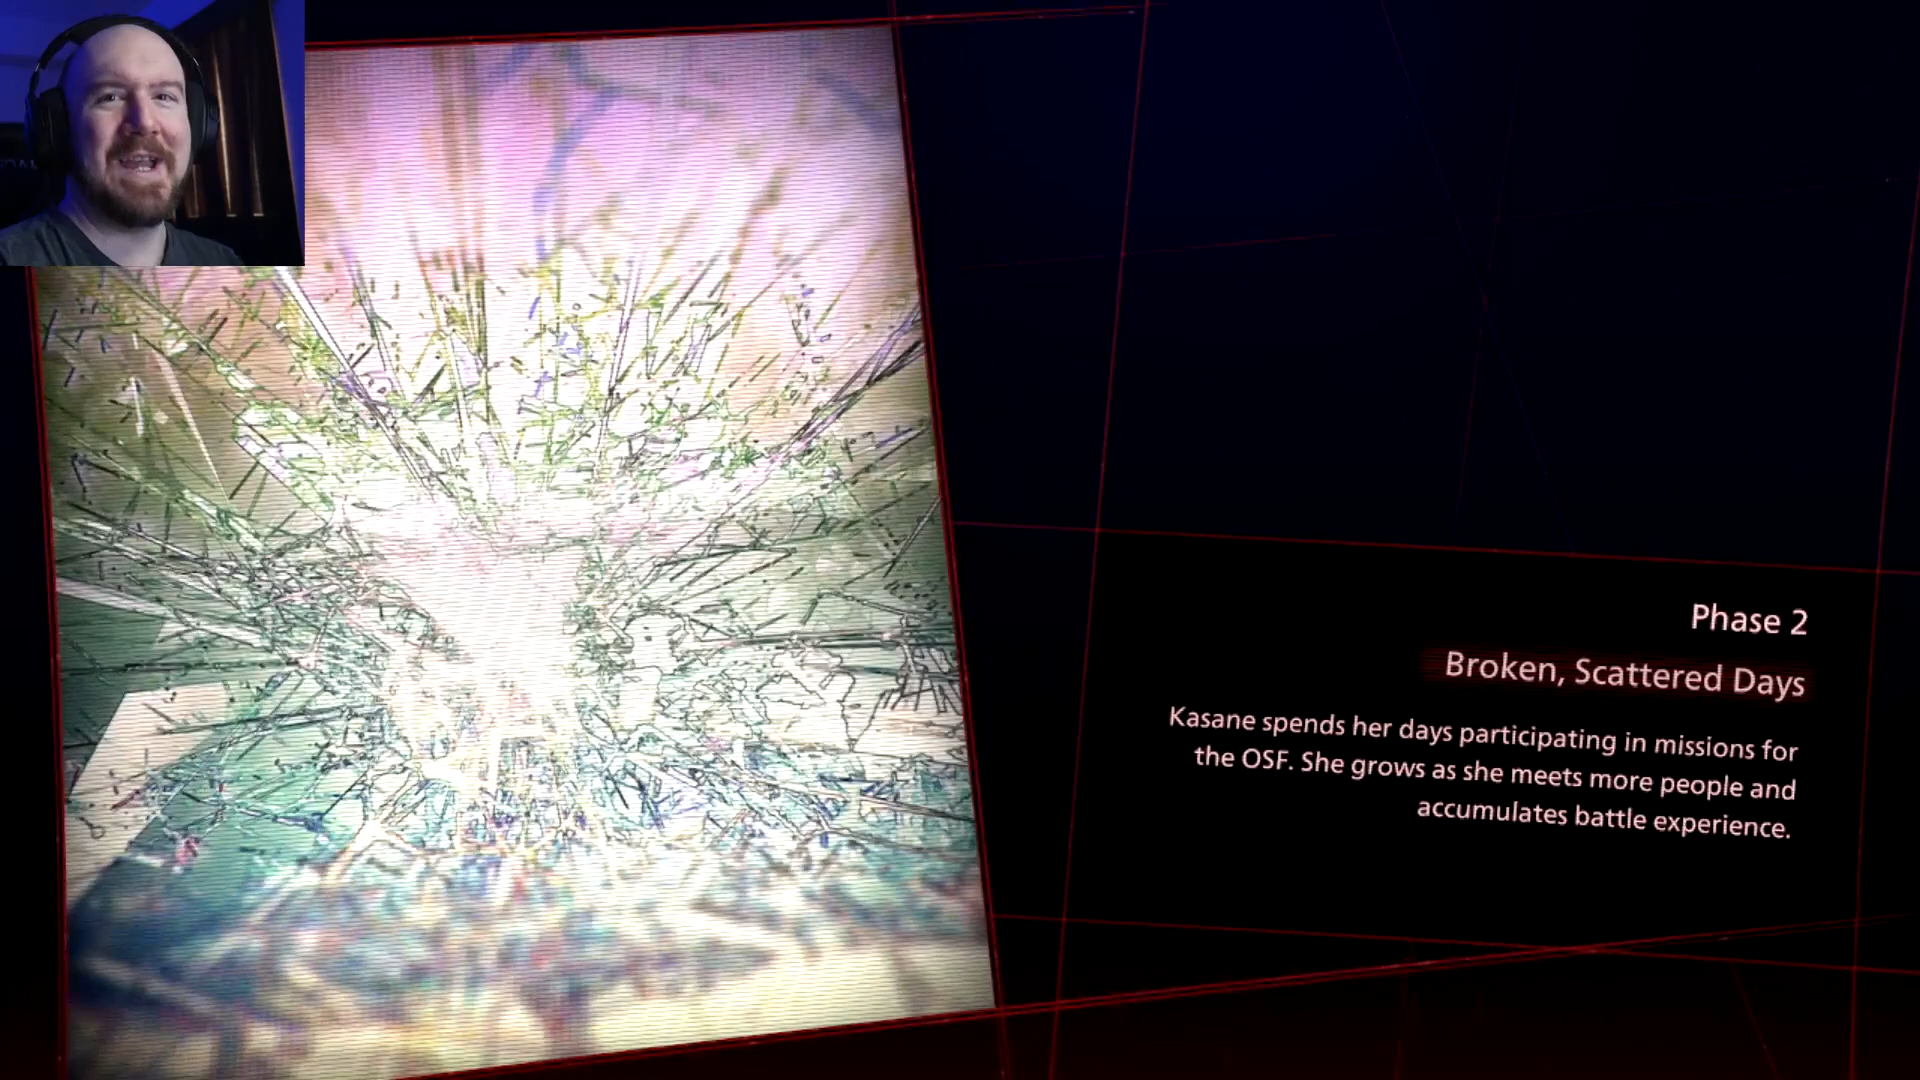 Phase 2
Broken, Scattered Days
Kasane spends her days participating in missions for
the OSF. She grows as she meets more people and
accumulates battle experience.